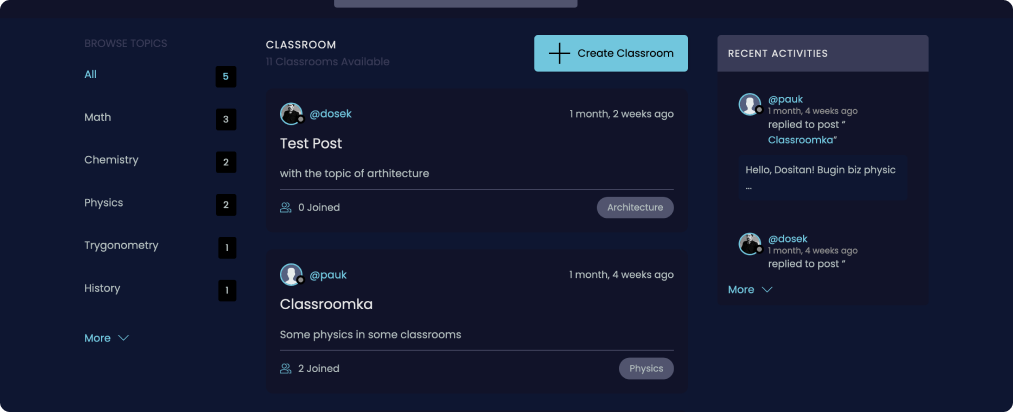 BROWSE TOPICS
All
5
Math
3
Chemistry
2
Physics
2
Trygonometry
1
History
1
More
CLASSROOM
11 Classrooms Available
Create Classroom
@dosek
1 month, 2 weeks ago
Test Post
with the topic of arthitecture
0 Joined
Architecture
@pauk
1 month, 4 weeks ago
Classroomka
Some physics in some classrooms
2 Joined
Physics
RECENT ACTIVITIES
@pauk
1 month, 4 weeks ago
replied to post “
Classroomka“
Hello, Dositan! Bugin biz physic
...
@dosek
1 month, 4 weeks ago
replied to post “
More